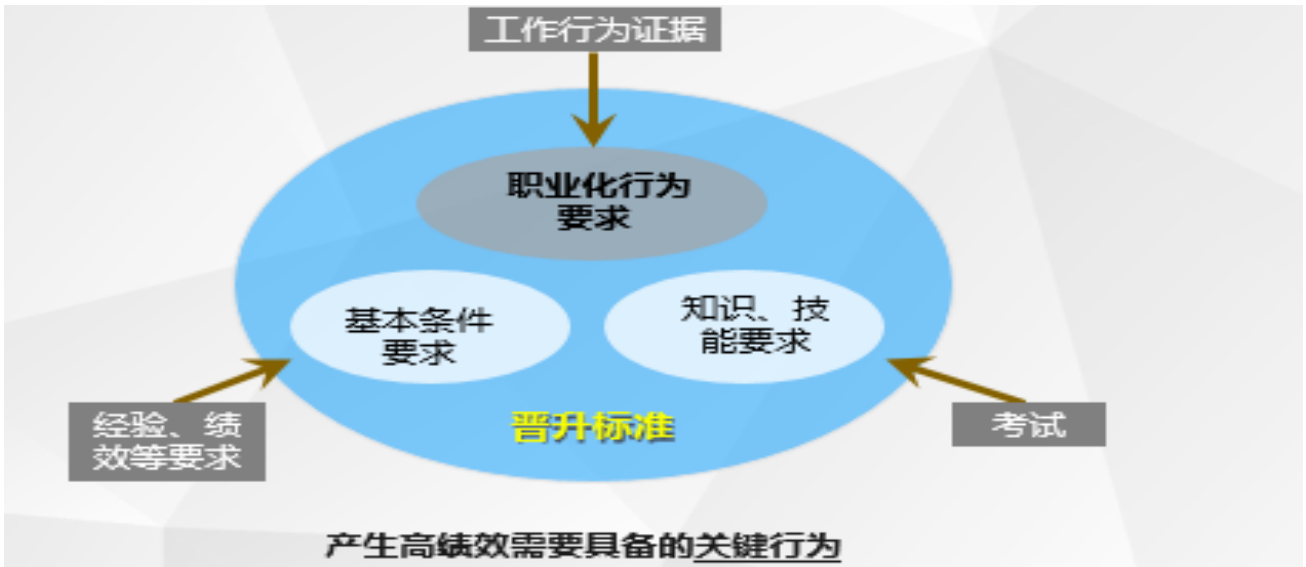 工作行为证据
职业化行为
要求
基本条件
要求
知识、技
能要求
经验、绩
效等要求
晋升标准
考试
产生高绩效需要具备的关键行为